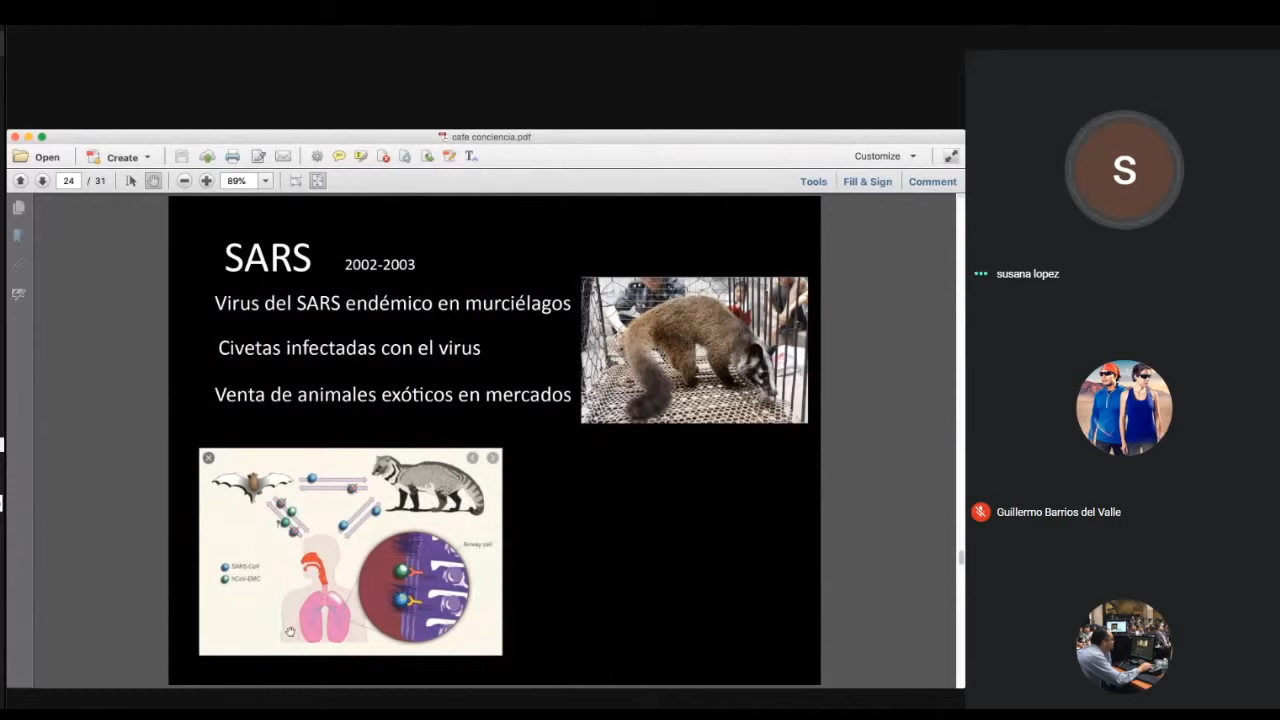 cafe conciencia.pdf
Open
Create
Customize
24 / 31
89%
Tools
Fill & Sign
Comment
SARS 2002-2003
Virus del SARS endémico en murciélagos
Civetas infectadas con el virus
Venta de animales exóticos en mercados
Airway cell
SARS-CoV
hCoV-EMC
S
susana lopez
Guillermo Barrios del Valle